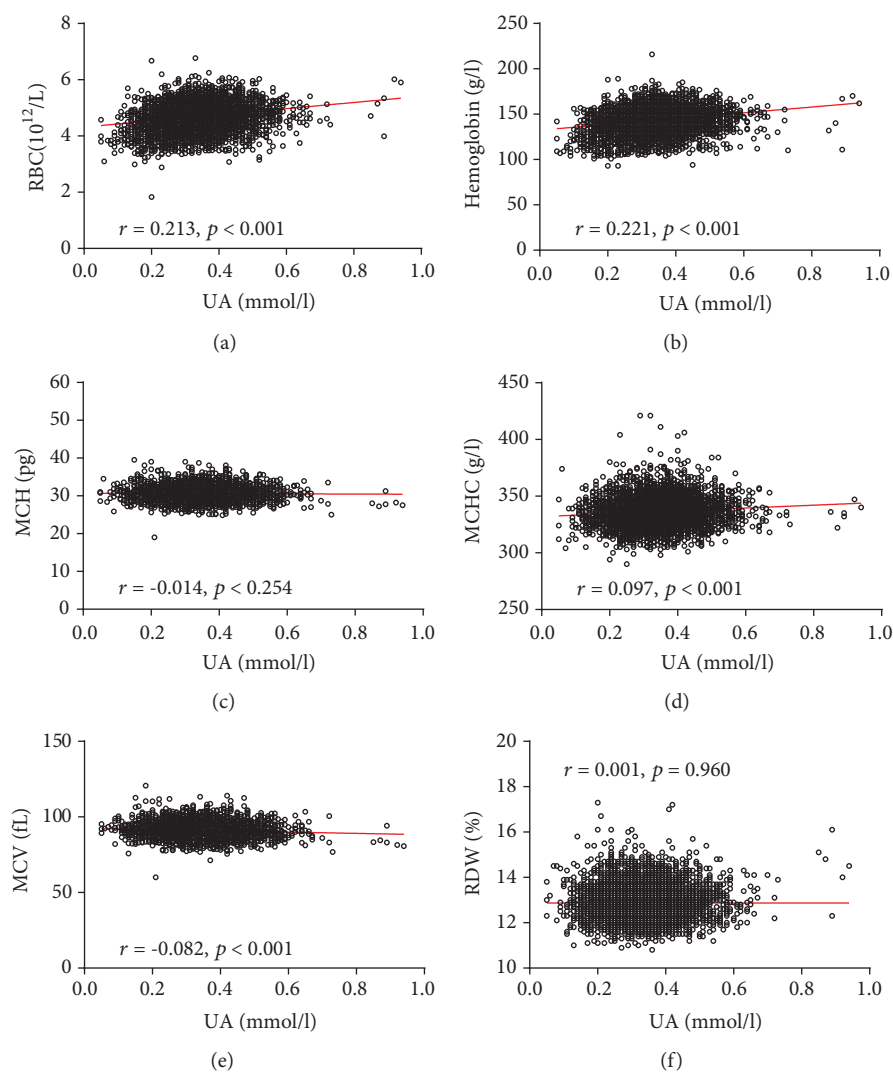 RBC(10^12/L)
8
6
4
2
0
r = 0.213, p < 0.001
0.0 0.2 0.4 0.6 0.8 1.0
UA (mmol/l)
(a)
Hemoglobin (g/l)
250
200
150
100
50
0
r = 0.221, p < 0.001
0.0 0.2 0.4 0.6 0.8 1.0
UA (mmol/l)
(b)
MCH (pg)
60
50
40
30
20
10
0
r = -0.014, p < 0.254
0.0 0.2 0.4 0.6 0.8 1.0
UA (mmol/l)
(c)
MCHC (g/l)
450
400
350
300
250
r = 0.097, p < 0.001
0.0 0.2 0.4 0.6 0.8 1.0
UA (mmol/l)
(d)
MCV (fL)
150
100
50
0
r = -0.082, p < 0.001
0.0 0.2 0.4 0.6 0.8 1.0
UA (mmol/l)
(e)
RDW (%)
20
18
16
14
12
10
r = 0.001, p = 0.960
0.0 0.2 0.4 0.6 0.8 1.0
UA (mmol/l)
(f)